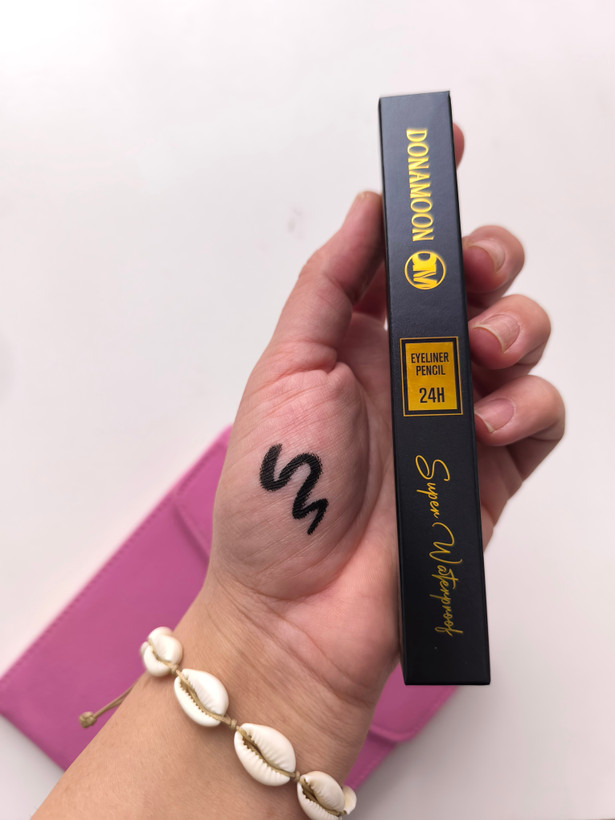 DONAMOON
DM
EYELINER
PENCIL
24H
Super Waterproof.